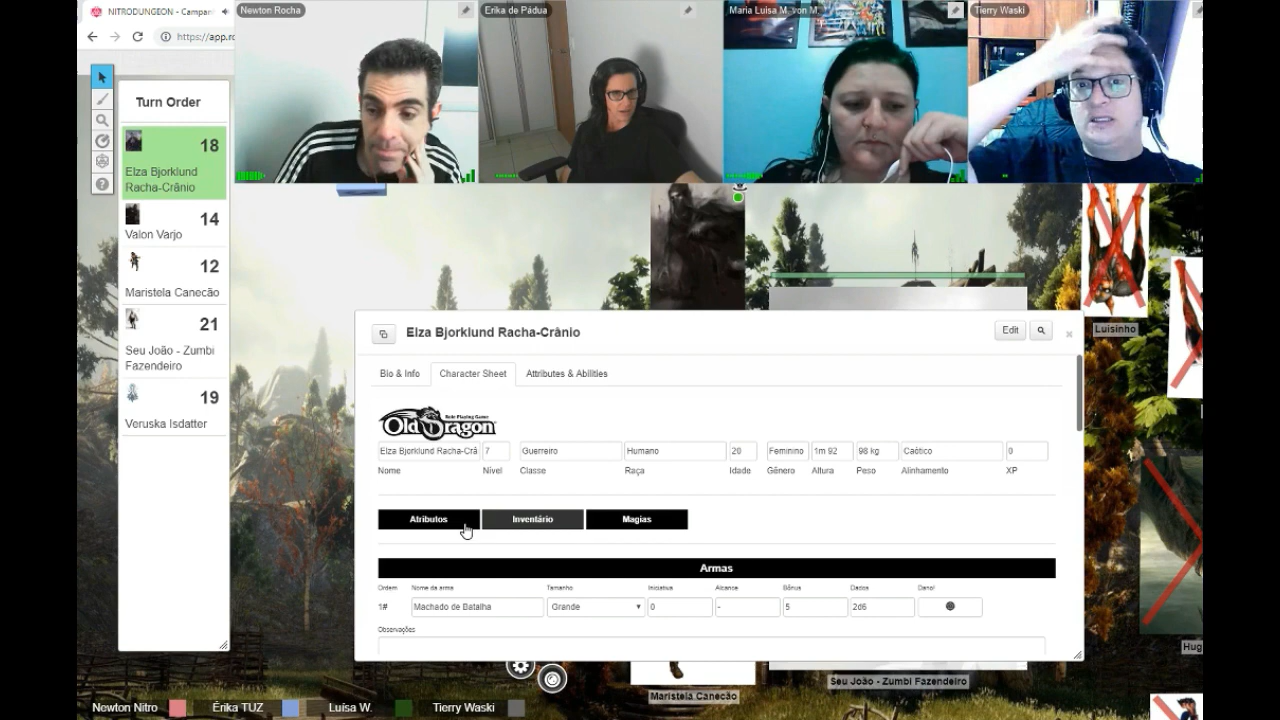 NITRODUNGEON - Campan
https://app.ro
Newton Rocha
Erika de Pádua
Maria Luisa M. von M.
Tierry Waski
Turn Order
18
Elza Bjorklund
Racha-Crânio
14
Valon Varjo
12
Maristela Canecão
21
Seu João - Zumbi
Fazendeiro
19
Veruska Isdatter
Luisinho
Elza Bjorklund Racha-Crânio
Edit
Bio & Info
Character Sheet
Attributes & Abilities
Role Playing Game
Old Dragon
Elza Bjorklund Racha-Crâ 7 Guerreiro Humano 20 Feminino 1m 92 98 kg Caótico 0
Nome Nível Classe Raça Idade Gênero Altura Peso Alinhamento XP
Atributos Inventário Magias
Armas
Ordem Nome da arma Tamanho Iniciativa Alcance Bônus Dados Dano!
1# Machado de Batalha Grande 0 - 5 2d6
Observações
Hug
Maristela Canecão
Seu João - Zumbi Fazendeiro
Newton Nitro
Érika TUZ
Luísa W.
Tierry Waski